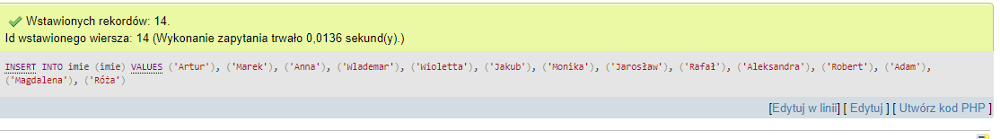 Wstawionych rekordów: 14.
Id wstawionego wiersza: 14 (Wykonanie zapytania trwało 0,0136 sekund(y).)
INSERT INTO imie (imie) VALUES ('Artur'), ('Marek'), ('Anna'), ('Wlademar'), ('Wioletta'), ('Jakub'), ('Monika'), ('Jarosław'), ('Rafał'), ('Aleksandra'), ('Robert'), ('Adam'),
('Magdalena'), ('Róża')
[Edytuj w linii] [ Edytuj ] [ Utwórz kod PHP ]